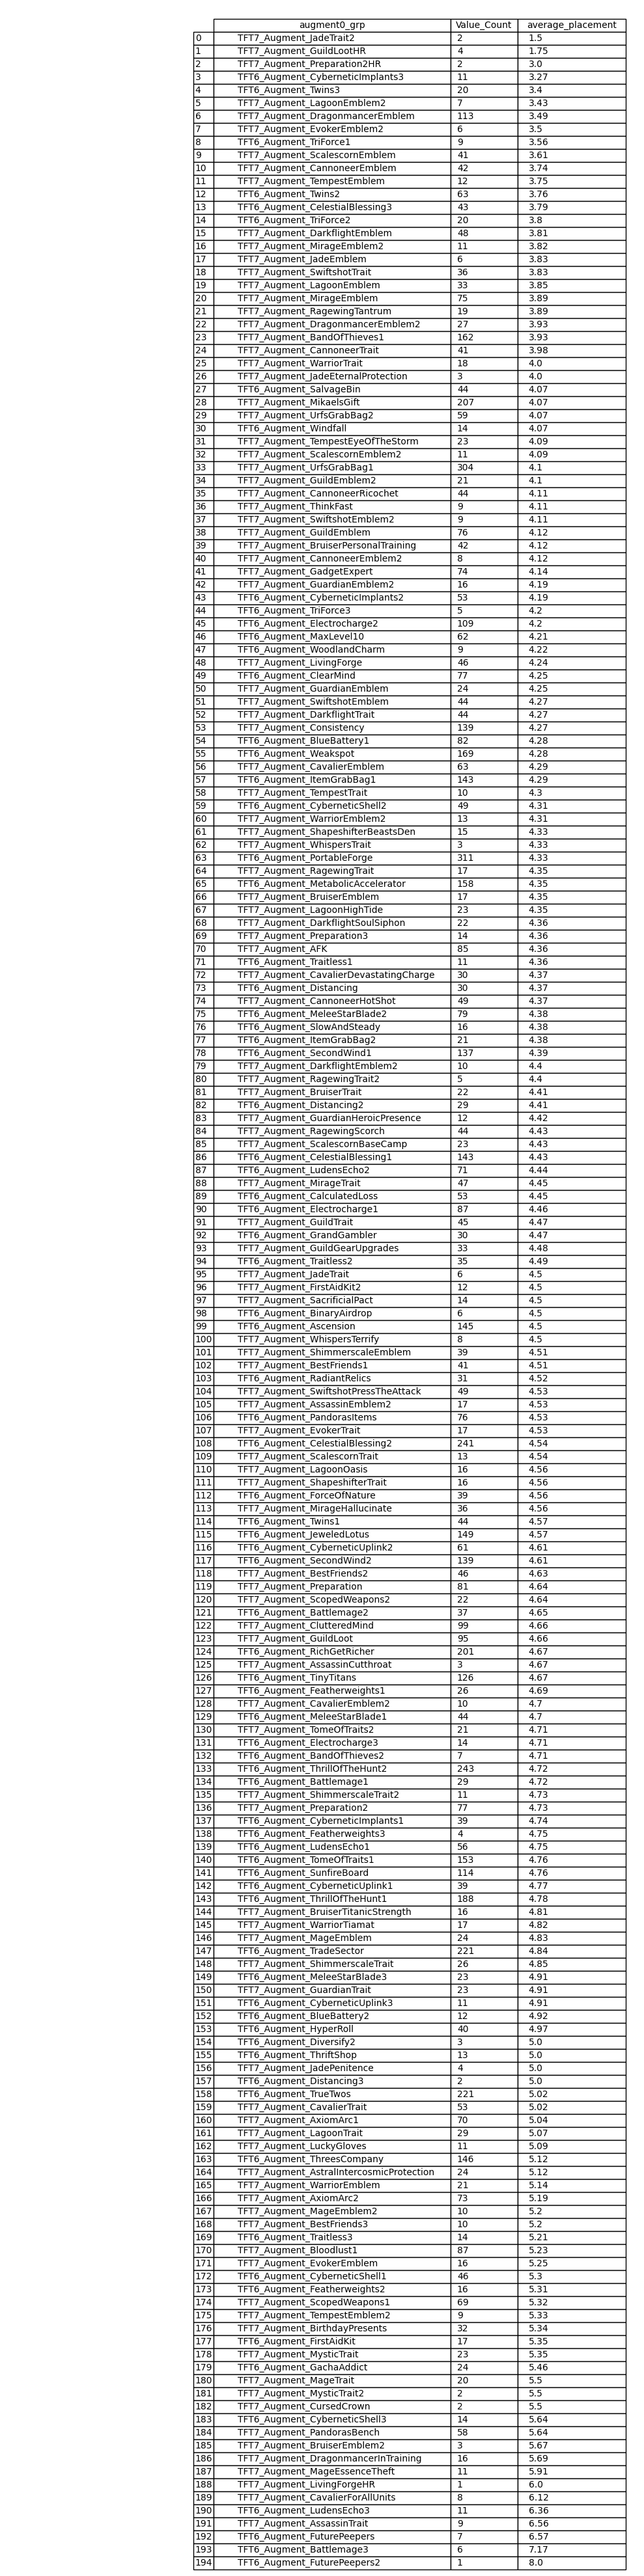 augment0_grp Value_Count average_placement
0 TFT7_Augment_JadeTrait2 2 1.5
1 TFT7_Augment_GuildLootHR 4 1.75
2 TFT7_Augment_Preparation2HR 2 3.0
3 TFT6_Augment_CyberneticImplants3 11 3.27
4 TFT6_Augment_Twins3 20 3.4
5 TFT7_Augment_LagoonEmblem2 7 3.43
6 TFT7_Augment_DragonmancerEmblem 113 3.49
7 TFT7_Augment_EvokerEmblem2 6 3.5
8 TFT6_Augment_TriForce1 9 3.56
9 TFT7_Augment_ScalescornEmblem 41 3.61
10 TFT7_Augment_CannoneerEmblem 42 3.74
11 TFT7_Augment_TempestEmblem 12 3.75
12 TFT6_Augment_Twins2 63 3.76
13 TFT6_Augment_CelestialBlessing3 43 3.79
14 TFT6_Augment_TriForce2 20 3.8
15 TFT7_Augment_DarkflightEmblem 48 3.81
16 TFT7_Augment_MirageEmblem2 11 3.82
17 TFT7_Augment_JadeEmblem 6 3.83
18 TFT7_Augment_SwiftshotTrait 36 3.83
19 TFT7_Augment_LagoonEmblem 33 3.85
20 TFT7_Augment_MirageEmblem 75 3.89
21 TFT7_Augment_RagewingTantrum 19 3.89
22 TFT7_Augment_DragonmancerEmblem2 27 3.93
23 TFT7_Augment_BandOfThieves1 162 3.93
24 TFT7_Augment_CannoneerTrait 41 3.98
25 TFT7_Augment_WarriorTrait 18 4.0
26 TFT7_Augment_JadeEternalProtection 3 4.0
27 TFT6_Augment_SalvageBin 44 4.07
28 TFT7_Augment_MikaelsGift 207 4.07
29 TFT7_Augment_UrfsGrabBag2 59 4.07
30 TFT6_Augment_Windfall 14 4.07
31 TFT7_Augment_TempestEyeOfTheStorm 23 4.09
32 TFT7_Augment_ScalescornEmblem2 11 4.09
33 TFT7_Augment_UrfsGrabBag1 304 4.1
34 TFT7_Augment_GuildEmblem2 21 4.1
35 TFT7_Augment_CannoneerRicochet 44 4.11
36 TFT7_Augment_ThinkFast 9 4.11
37 TFT7_Augment_SwiftshotEmblem2 9 4.11
38 TFT7_Augment_GuildEmblem 76 4.12
39 TFT7_Augment_BruiserPersonalTraining 42 4.12
40 TFT7_Augment_CannoneerEmblem2 8 4.12
41 TFT7_Augment_GadgetExpert 74 4.14
42 TFT7_Augment_GuardianEmblem2 16 4.19
43 TFT6_Augment_CyberneticImplants2 53 4.19
44 TFT6_Augment_TriForce3 5 4.2
45 TFT6_Augment_Electrocharge2 109 4.2
46 TFT7_Augment_MaxLevel10 62 4.21
47 TFT6_Augment_WoodlandCharm 9 4.22
48 TFT7_Augment_LivingForge 46 4.24
49 TFT6_Augment_ClearMind 77 4.25
50 TFT7_Augment_GuardianEmblem 24 4.25
51 TFT7_Augment_SwiftshotEmblem 44 4.27
52 TFT7_Augment_DarkflightTrait 44 4.27
53 TFT7_Augment_Consistency 139 4.27
54 TFT6_Augment_BlueBattery1 82 4.28
55 TFT6_Augment_Weakspot 169 4.28
56 TFT7_Augment_CavalierEmblem 63 4.29
57 TFT6_Augment_ItemGrabBag1 143 4.29
58 TFT7_Augment_TempestTrait 10 4.3
59 TFT6_Augment_CyberneticShell2 49 4.31
60 TFT7_Augment_WarriorEmblem2 13 4.31
61 TFT7_Augment_ShapeshifterBeastsDen 15 4.33
62 TFT7_Augment_WhispersTrait 3 4.33
63 TFT6_Augment_PortableForge 311 4.33
64 TFT7_Augment_RagewingTrait 17 4.35
65 TFT6_Augment_MetabolicAccelerator 158 4.35
66 TFT7_Augment_BruiserEmblem 17 4.35
67 TFT7_Augment_LagoonHighTide 23 4.35
68 TFT7_Augment_DarkflightSoulSiphon 22 4.36
69 TFT7_Augment_Preparation3 14 4.36
70 TFT7_Augment_AFK 85 4.36
71 TFT6_Augment_Traitless1 11 4.36
72 TFT7_Augment_CavalierDevastatingCharge 30 4.37
73 TFT6_Augment_Distancing 30 4.37
74 TFT7_Augment_CannoneerHotShot 49 4.37
75 TFT6_Augment_MeleeStarBlade2 79 4.38
76 TFT6_Augment_SlowAndSteady 16 4.38
77 TFT6_Augment_ItemGrabBag2 21 4.38
78 TFT6_Augment_SecondWind1 137 4.39
79 TFT7_Augment_DarkflightEmblem2 10 4.4
80 TFT7_Augment_RagewingTrait2 5 4.4
81 TFT7_Augment_BruiserTrait 22 4.41
82 TFT6_Augment_Distancing2 29 4.41
83 TFT7_Augment_GuardianHeroicPresence 12 4.42
84 TFT7_Augment_RagewingScorch 44 4.43
85 TFT7_Augment_ScalescornBaseCamp 23 4.43
86 TFT6_Augment_CelestialBlessing1 143 4.43
87 TFT6_Augment_LudensEcho2 71 4.44
88 TFT7_Augment_MirageTrait 47 4.45
89 TFT6_Augment_CalculatedLoss 53 4.45
90 TFT6_Augment_Electrocharge1 87 4.46
91 TFT7_Augment_GuildTrait 45 4.47
92 TFT6_Augment_GrandGambler 30 4.47
93 TFT7_Augment_GuildGearUpgrades 33 4.48
94 TFT6_Augment_Traitless2 35 4.49
95 TFT7_Augment_JadeTrait 6 4.5
96 TFT7_Augment_FirstAidKit2 12 4.5
97 TFT7_Augment_SacrificialPact 14 4.5
98 TFT6_Augment_BinaryAirdrop 6 4.5
99 TFT6_Augment_Ascension 145 4.5
100 TFT7_Augment_WhispersTerrify 8 4.5
101 TFT7_Augment_ShimmerscaleEmblem 39 4.51
102 TFT7_Augment_BestFriends1 41 4.51
103 TFT6_Augment_RadiantRelics 31 4.52
104 TFT7_Augment_SwiftshotPressTheAttack 49 4.53
105 TFT7_Augment_AssassinEmblem2 17 4.53
106 TFT6_Augment_PandorasItems 76 4.53
107 TFT7_Augment_EvokerTrait 17 4.53
108 TFT6_Augment_CelestialBlessing2 241 4.54
109 TFT7_Augment_ScalescornTrait 13 4.54
110 TFT7_Augment_LagoonOasis 16 4.56
111 TFT7_Augment_ShapeshifterTrait 16 4.56
112 TFT6_Augment_ForceOfNature 39 4.56
113 TFT7_Augment_MirageHallucinate 36 4.56
114 TFT6_Augment_Twins1 44 4.57
115 TFT6_Augment_JeweledLotus 149 4.57
116 TFT6_Augment_CyberneticUplink2 61 4.61
117 TFT6_Augment_SecondWind2 139 4.61
118 TFT7_Augment_BestFriends2 46 4.63
119 TFT7_Augment_Preparation 81 4.64
120 TFT7_Augment_ScopedWeapons2 22 4.64
121 TFT6_Augment_Battlemage2 37 4.65
122 TFT7_Augment_ClutteredMind 99 4.66
123 TFT7_Augment_GuildLoot 95 4.66
124 TFT6_Augment_RichGetRicher 201 4.67
125 TFT7_Augment_AssassinCutthroat 3 4.67
126 TFT6_Augment_TinyTitans 126 4.67
127 TFT6_Augment_Featherweights1 26 4.69
128 TFT7_Augment_CavalierEmblem2 10 4.7
129 TFT6_Augment_MeleeStarBlade1 44 4.7
130 TFT7_Augment_TomeOfTraits2 21 4.71
131 TFT6_Augment_Electrocharge3 14 4.71
132 TFT7_Augment_BandOfThieves2 7 4.71
133 TFT6_Augment_ThrillOfTheHunt2 243 4.72
134 TFT6_Augment_Battlemage1 29 4.72
135 TFT7_Augment_ShimmerscaleTrait2 11 4.73
136 TFT7_Augment_Preparation2 77 4.73
137 TFT6_Augment_CyberneticImplants1 39 4.74
138 TFT6_Augment_Featherweights3 4 4.75
139 TFT6_Augment_LudensEcho1 56 4.75
140 TFT6_Augment_TomeOfTraits1 153 4.76
141 TFT6_Augment_SunfireBoard 114 4.76
142 TFT6_Augment_CyberneticUplink1 39 4.77
143 TFT6_Augment_ThrillOfTheHunt1 188 4.78
144 TFT7_Augment_BruiserTitanicStrength 16 4.81
145 TFT7_Augment_WarriorTiamat 17 4.82
146 TFT7_Augment_MageEmblem 24 4.83
147 TFT6_Augment_TradeSector 221 4.84
148 TFT7_Augment_ShimmerscaleTrait 26 4.85
149 TFT6_Augment_MeleeStarBlade3 23 4.91
150 TFT7_Augment_GuardianTrait 23 4.91
151 TFT6_Augment_CyberneticUplink3 11 4.91
152 TFT6_Augment_BlueBattery2 12 4.92
153 TFT6_Augment_HyperRoll 40 4.97
154 TFT6_Augment_Diversify2 3 5.0
155 TFT6_Augment_ThriftShop 13 5.0
156 TFT7_Augment_JadePenitence 4 5.0
157 TFT6_Augment_Distancing3 2 5.0
158 TFT6_Augment_TrueTwos 221 5.02
159 TFT7_Augment_CavalierTrait 53 5.02
160 TFT7_Augment_AxiomArc1 70 5.04
161 TFT7_Augment_LagoonTrait 29 5.07
162 TFT7_Augment_LuckyGloves 11 5.09
163 TFT6_Augment_ThreesCompany 146 5.12
164 TFT7_Augment_AstralIntercosmicProtection 24 5.12
165 TFT7_Augment_WarriorEmblem 21 5.14
166 TFT7_Augment_AxiomArc2 73 5.19
167 TFT7_Augment_MageEmblem2 10 5.2
168 TFT7_Augment_BestFriends3 10 5.2
169 TFT6_Augment_Traitless3 14 5.21
170 TFT7_Augment_Bloodlust1 87 5.23
171 TFT7_Augment_EvokerEmblem 16 5.25
172 TFT6_Augment_CyberneticShell1 46 5.3
173 TFT6_Augment_Featherweights2 16 5.31
174 TFT7_Augment_ScopedWeapons1 69 5.32
175 TFT7_Augment_TempestEmblem2 9 5.33
176 TFT7_Augment_BirthdayPresents 32 5.34
177 TFT6_Augment_FirstAidKit 17 5.35
178 TFT7_Augment_MysticTrait 23 5.35
179 TFT6_Augment_GachaAddict 24 5.46
180 TFT7_Augment_MageTrait 20 5.5
181 TFT7_Augment_MysticTrait2 2 5.5
182 TFT7_Augment_CursedCrown 2 5.5
183 TFT6_Augment_CyberneticShell3 14 5.64
184 TFT7_Augment_PandorasBench 58 5.64
185 TFT7_Augment_BruiserEmblem2 3 5.67
186 TFT7_Augment_DragonmancerInTraining 16 5.69
187 TFT7_Augment_MageEssenceTheft 11 5.91
188 TFT7_Augment_LivingForgeHR 1 6.0
189 TFT7_Augment_CavalierForAllUnits 8 6.12
190 TFT6_Augment_LudensEcho3 11 6.36
191 TFT7_Augment_AssassinTrait 9 6.56
192 TFT7_Augment_FuturePeepers 7 6.57
193 TFT6_Augment_Battlemage3 6 7.17
194 TFT7_Augment_FuturePeepers2 1 8.0